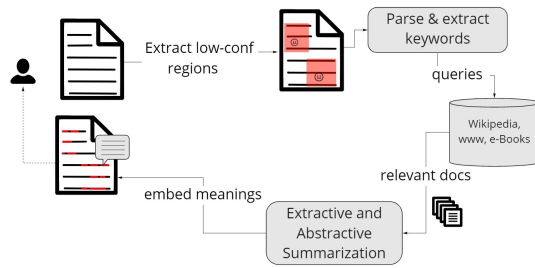 Extract low-conf
regions
Parse & extract
keywords
queries
Wikipedia,
www, e-Books
relevant docs
Extractive and
Abstractive
Summarization
embed meanings